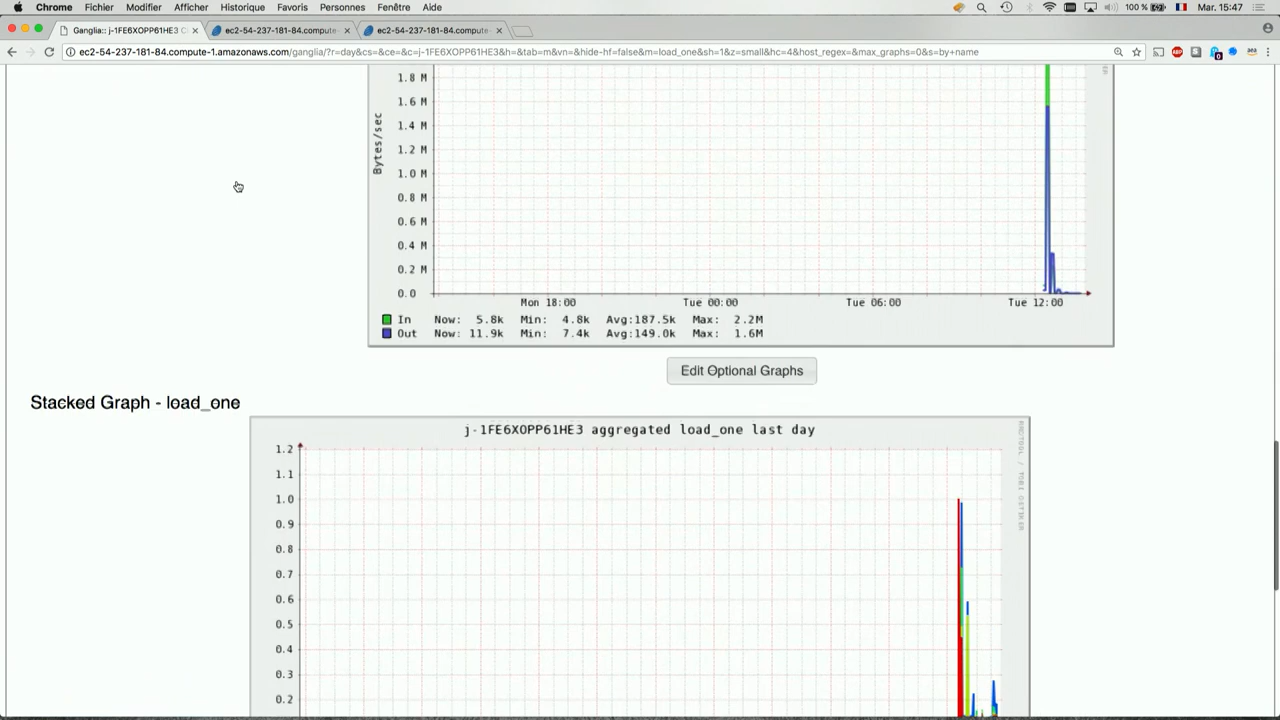 Chrome Fichier Modifier Afficher Historique Favoris Personnes Fenêtre Aide 100 % Mar. 15:47
Ganglia:: j-1FE6XOPP61HE3 C ec2-54-237-181-84.compute- ec2-54-237-181-84.compute-
ec2-54-237-181-84.compute-1.amazonaws.com/ganglia/?r=day&cs=&ce=&c=j-1FE6XOPP61HE3&h=&tab=m&vn=&hide-hf=false&m=load_one&sh=1&z=small&hc=4&host_regex=&max_graphs=0&s=by+name
Bytes/sec
1.8 M
1.6 M
1.4 M
1.2 M
1.0 M
0.8 M
0.6 M
0.4 M
0.2 M
0.0
Mon 18:00 Tue 00:00 Tue 06:00 Tue 12:00
In Now: 5.8k Min: 4.8k Avg:187.5k Max: 2.2M
Out Now: 11.9k Min: 7.4k Avg:149.0k Max: 1.6M
Edit Optional Graphs
Stacked Graph - load_one
j-1FE6XOPP61HE3 aggregated load_one last day
RRDTOOL / TOBI OETIKER
1.2
1.1
1.0
0.9
0.8
0.7
0.6
0.5
0.4
0.3
0.2